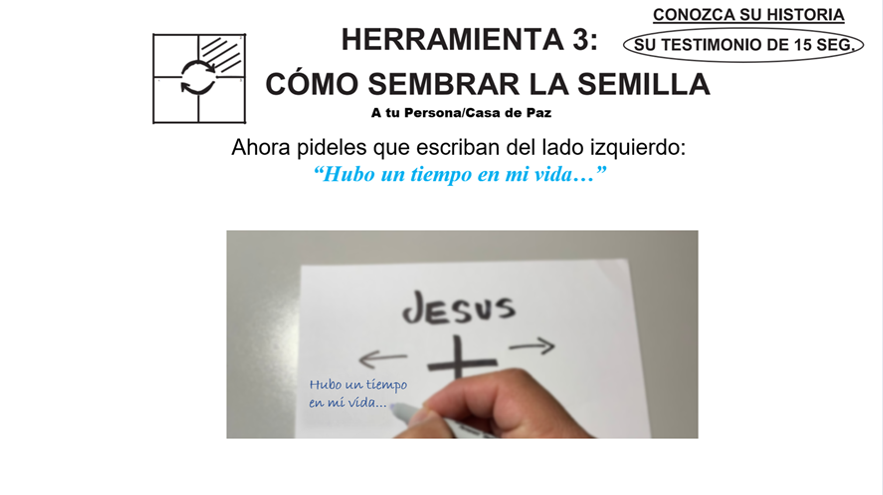 CONOZCA SU HISTORIA
SU TESTIMONIO DE 15 SEG.
HERRAMIENTA 3:
CÓMO SEMBRAR LA SEMILLA
A tu Persona/Casa de Paz
Ahora pideles que escriban del lado izquierdo:
“Hubo un tiempo en mi vida…”
JESUS
Hubo un tiempo
en mi vida...